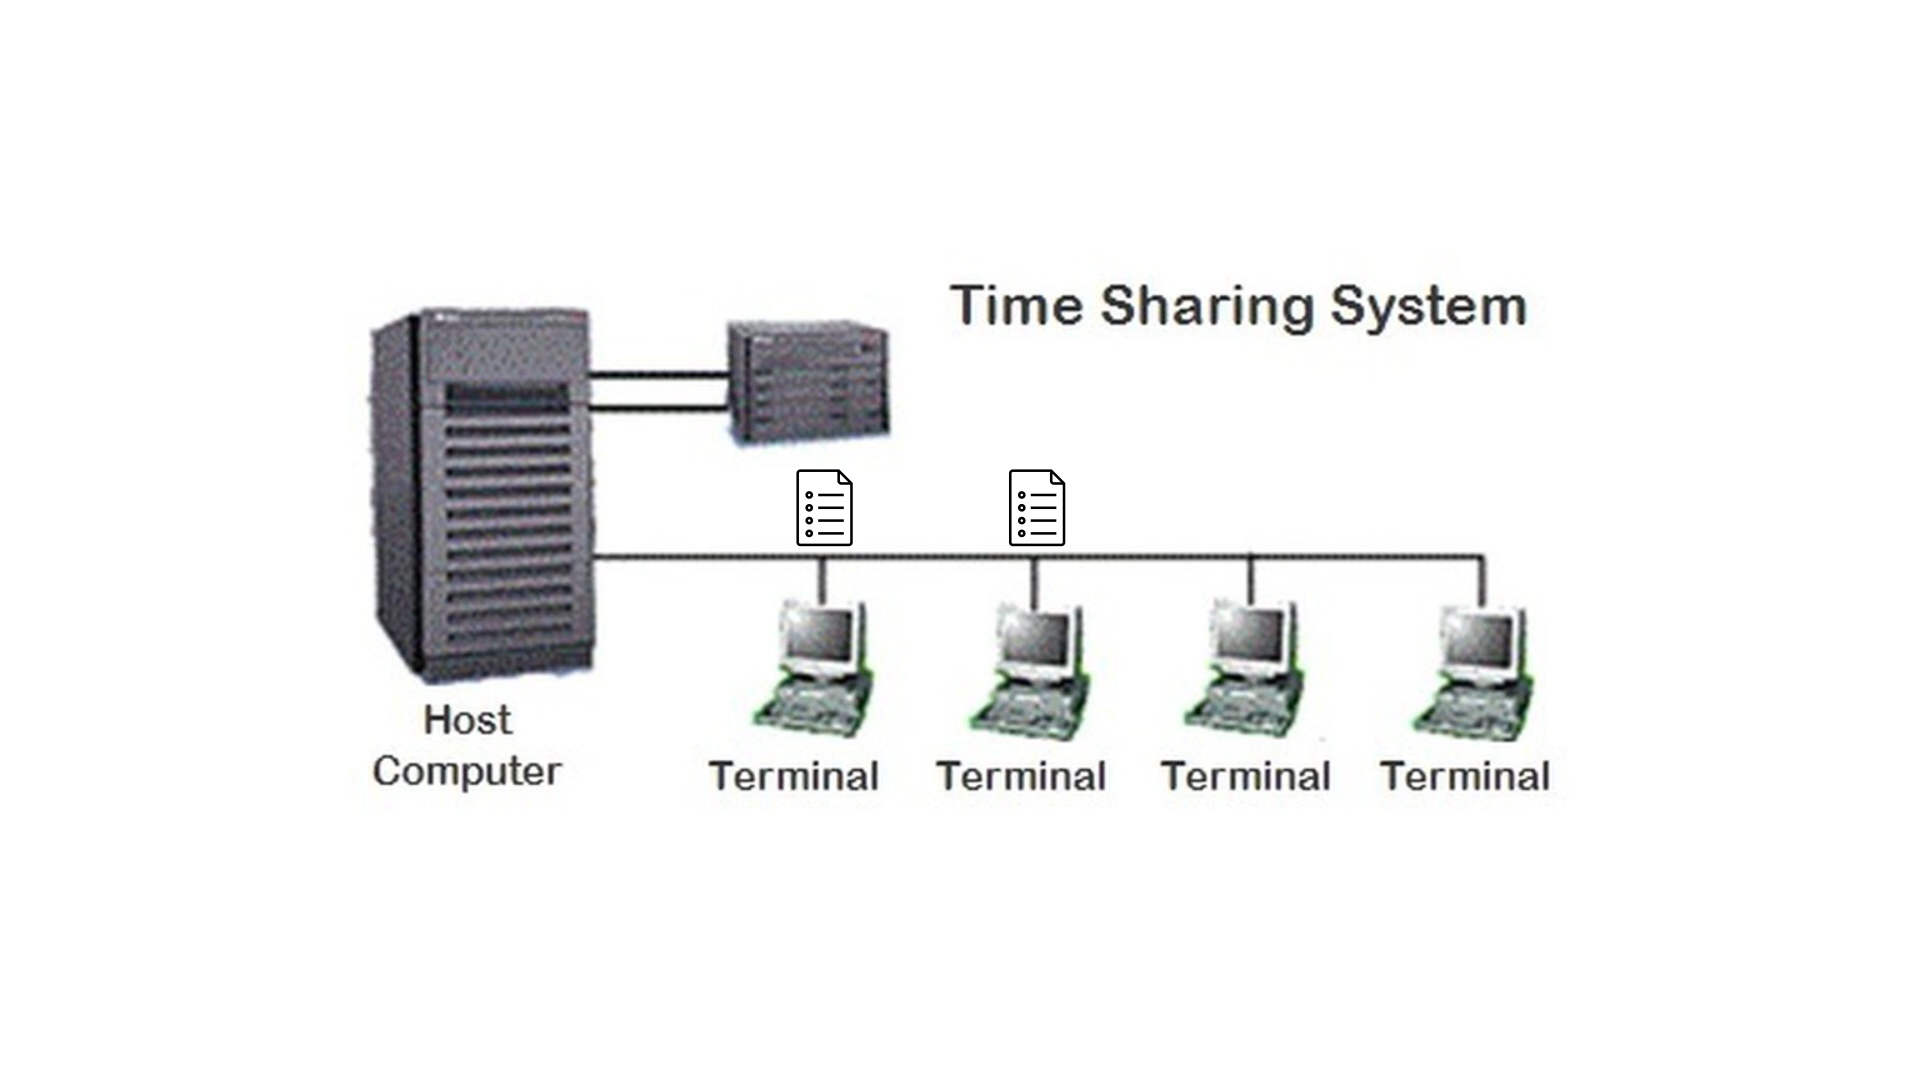 Time Sharing System
Host
Computer
Terminal
Terminal
Terminal
Terminal